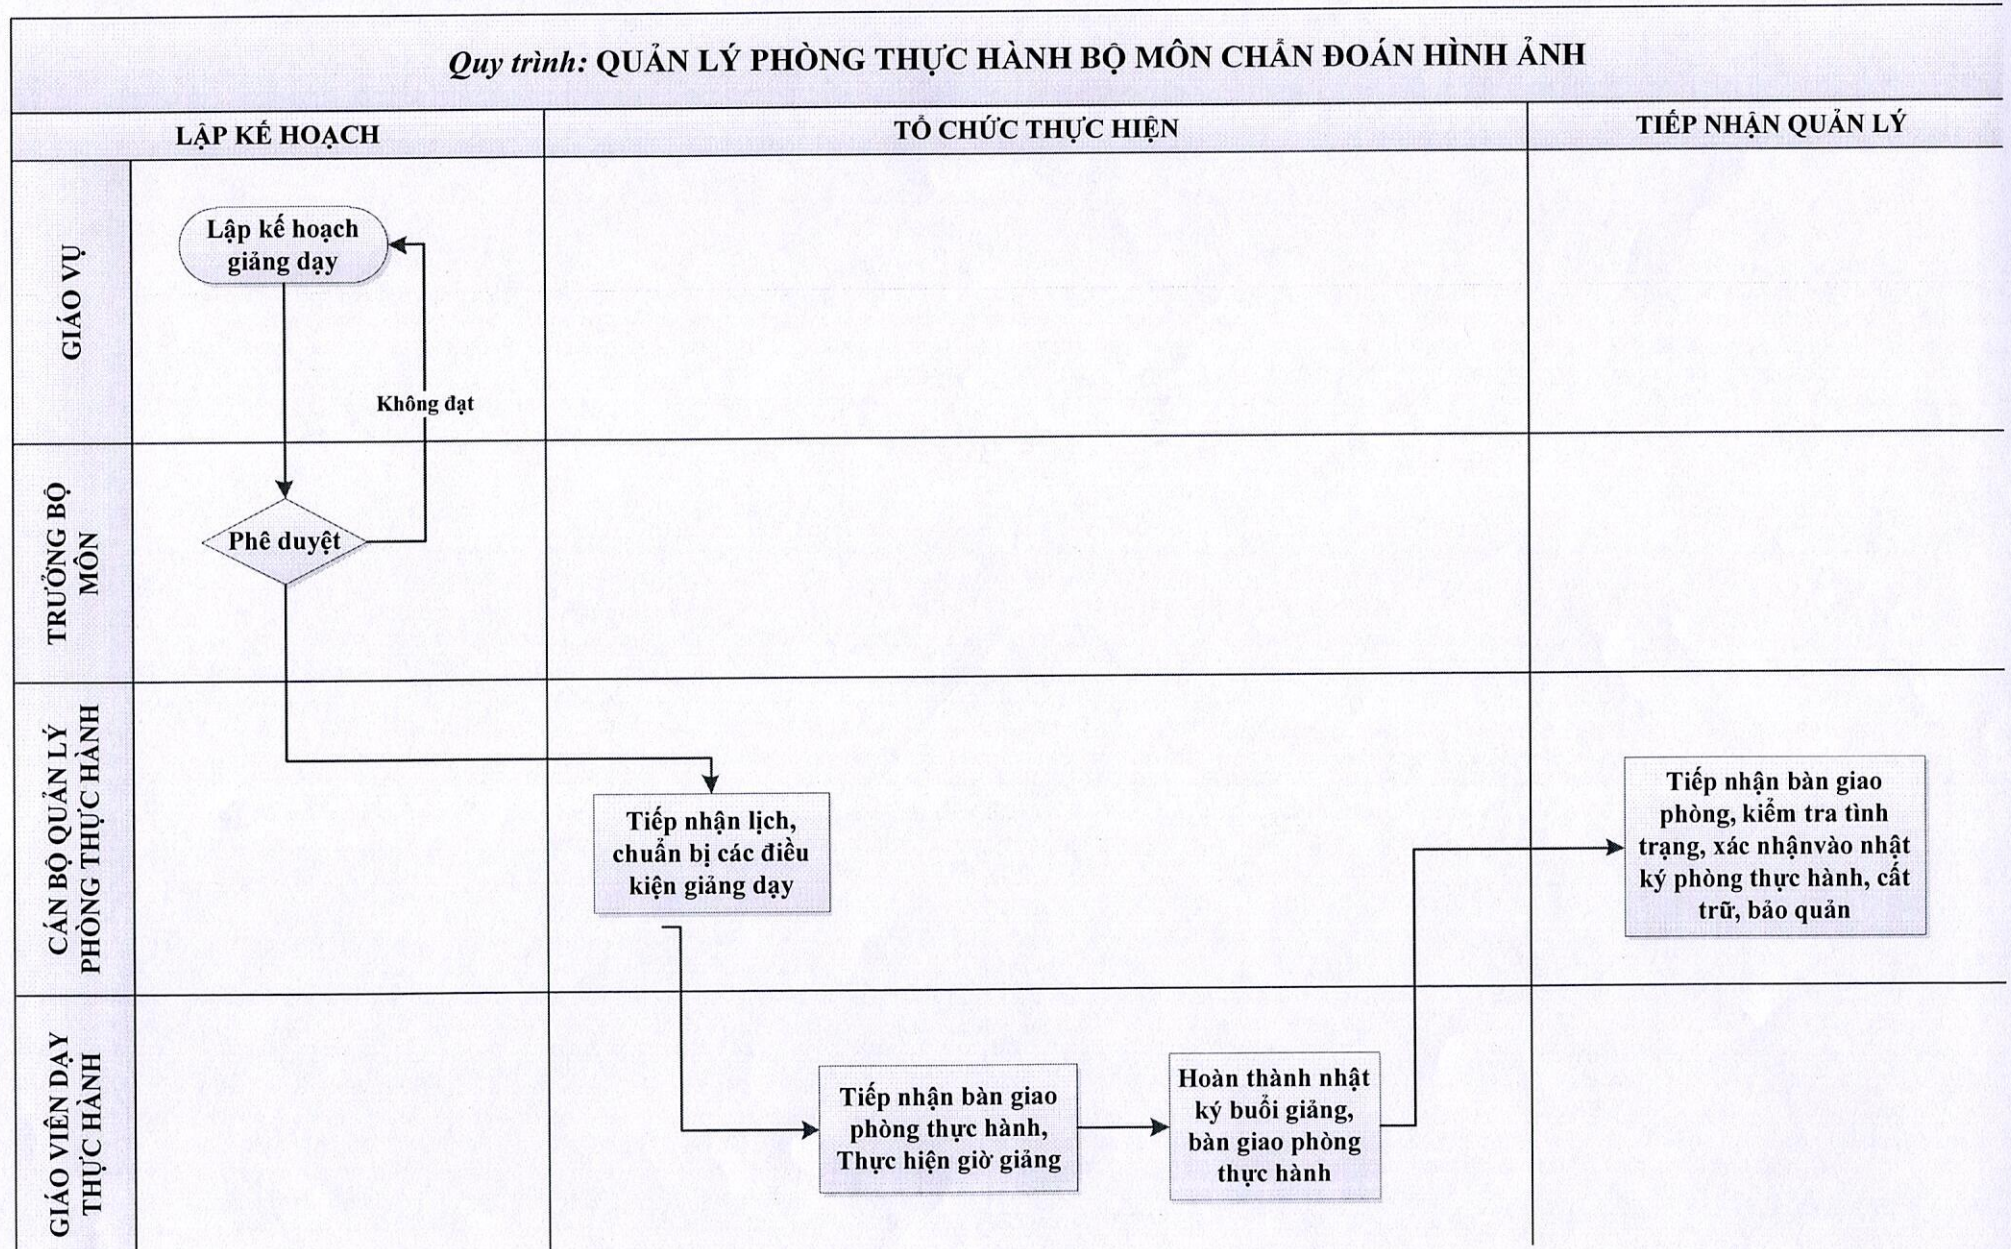 Quy trình: QUẢN LÝ PHÒNG THỰC HÀNH BỘ MÔN CHẨN ĐOÁN HÌNH ẢNH
LẬP KẾ HOẠCH
TỔ CHỨC THỰC HIỆN
TIẾP NHẬN QUẢN LÝ
GIÁO VỤ
Lập kế hoạch
giảng dạy
Không đạt
TRƯỞNG BỘ
MÔN
Phê duyệt
CÁN BỘ QUẢN LÝ
PHÒNG THỰC HÀNH
Tiếp nhận lịch,
chuẩn bị các điều
kiện giảng dạy
Tiếp nhận bàn giao
phòng, kiểm tra tình
trạng, xác nhậnvào nhật
ký phòng thực hành, cất
trữ, bảo quản
GIÁO VIÊN DẠY
THỰC HÀNH
Tiếp nhận bàn giao
phòng thực hành,
Thực hiện giờ giảng
Hoàn thành nhật
ký buổi giảng,
bàn giao phòng
thực hành